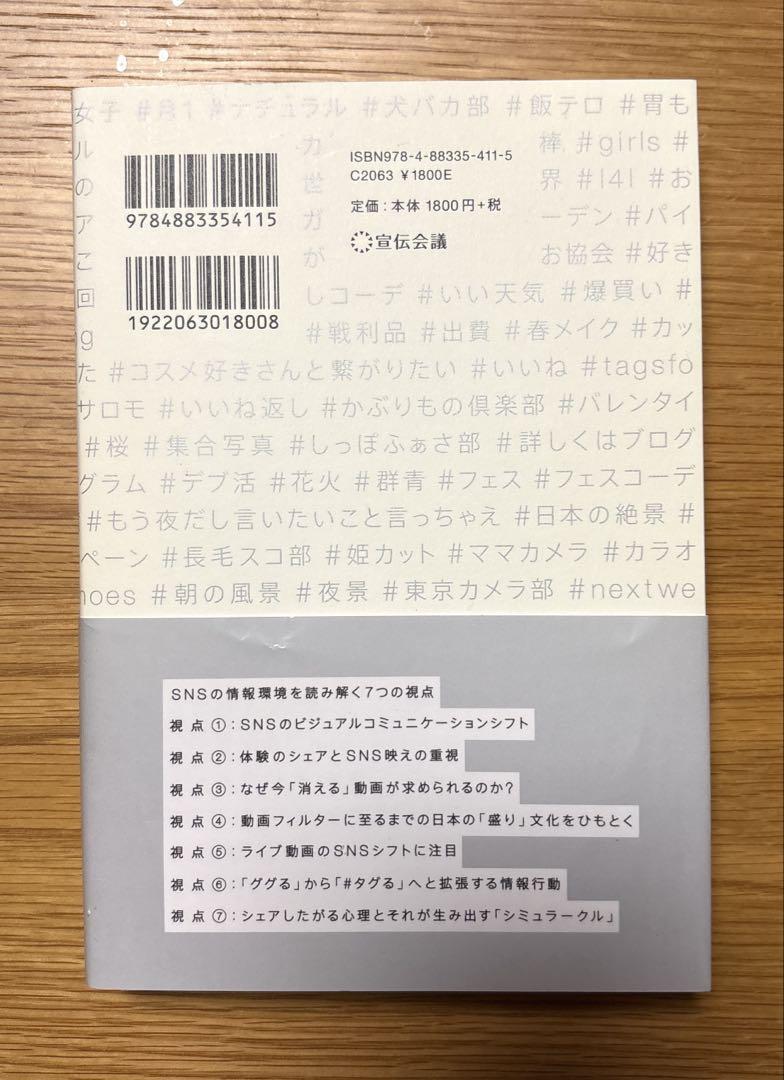 女子 #月1 #ナチュラル #犬バカ部 #飯テロ #胃も
ル
カ
棒 #girls #
の
世
界 #l4l #お
ア
ガ
ーデン #パイ
こ
が
お協会 #好き
ISBN978-4-88335-411-5
C2063 ¥1800E
定価:本体 1800円+税
宣伝会議
9784883354115
1922063018008
回
しコーデ #いい天気 #爆買い #
g
#戦利品 #出費 #春メイク #カッ
た #コスメ好きさんと繋がりたい #いいね #tagsfo
サロモ #いいね返し #かぶりもの倶楽部 #バレンタイ
#桜 #集合写真 #しっぽふぁさ部 #詳しくはブログ
グラム #デブ活 #花火 #群青 #フェス #フェスコーデ
#もう夜だし言いたいこと言っちゃえ #日本の絶景 #
ペーン #長毛スコ部 #姫カット #ママカメラ #カラオ
hoes #朝の風景 #夜景 #東京カメラ部 #nextwe
SNSの情報環境を読み解く7つの視点
視点①:SNSのビジュアルコミュニケーションシフト
視点②:体験のシェアとSNS映えの重視
視点③:なぜ今「消える」動画が求められるのか?
視点④:動画フィルターに至るまでの日本の「盛り」文化をひもとく
視点⑤:ライブ動画のSNSシフトに注目
視点⑥:「ググる」から「#タグる」へと拡張する情報行動
視点⑦:シェアしたがる心理とそれが生み出す「シミュラークル」